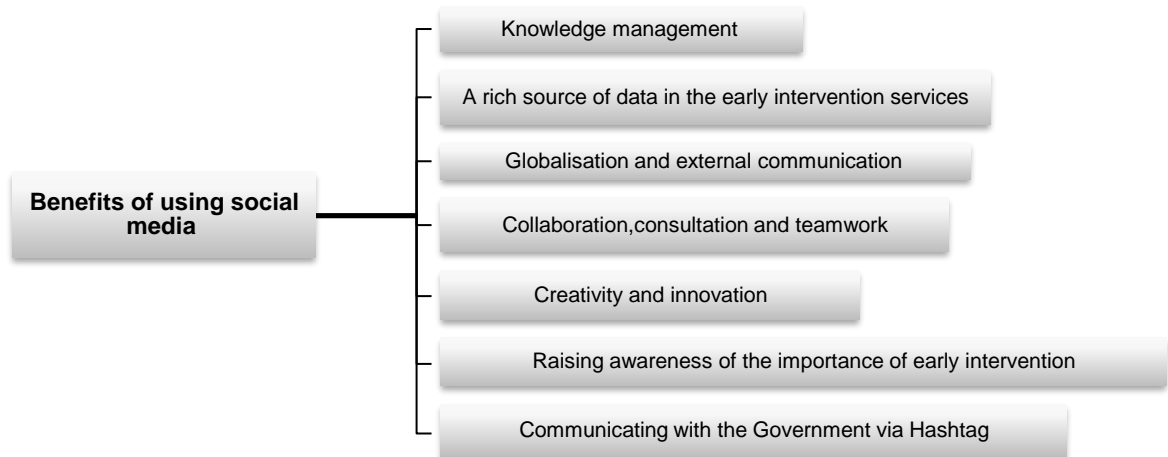 Knowledge management
A rich source of data in the early intervention services
Globalisation and external communication
Benefits of using social
media
Collaboration,consultation and teamwork
Creativity and innovation
Raising awareness of the importance of early intervention
Communicating with the Government via Hashtag